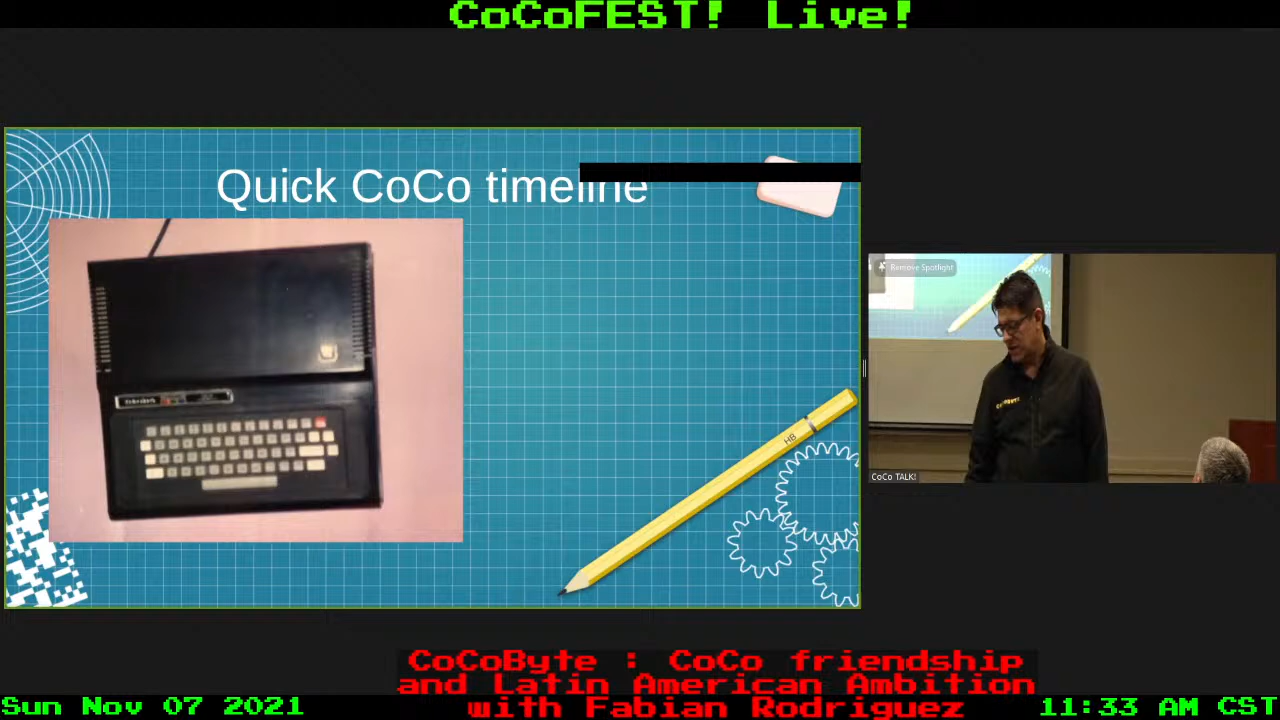 CoCoFEST! Live!
Quick CoCo timeline
HB
Remove Spotlight
CoCo TALK!
CoCoByte : CoCo friendship
and Latin American Ambition
with Fabian Rodriguez
Sun Nov 07 2021
11:33 AM CST